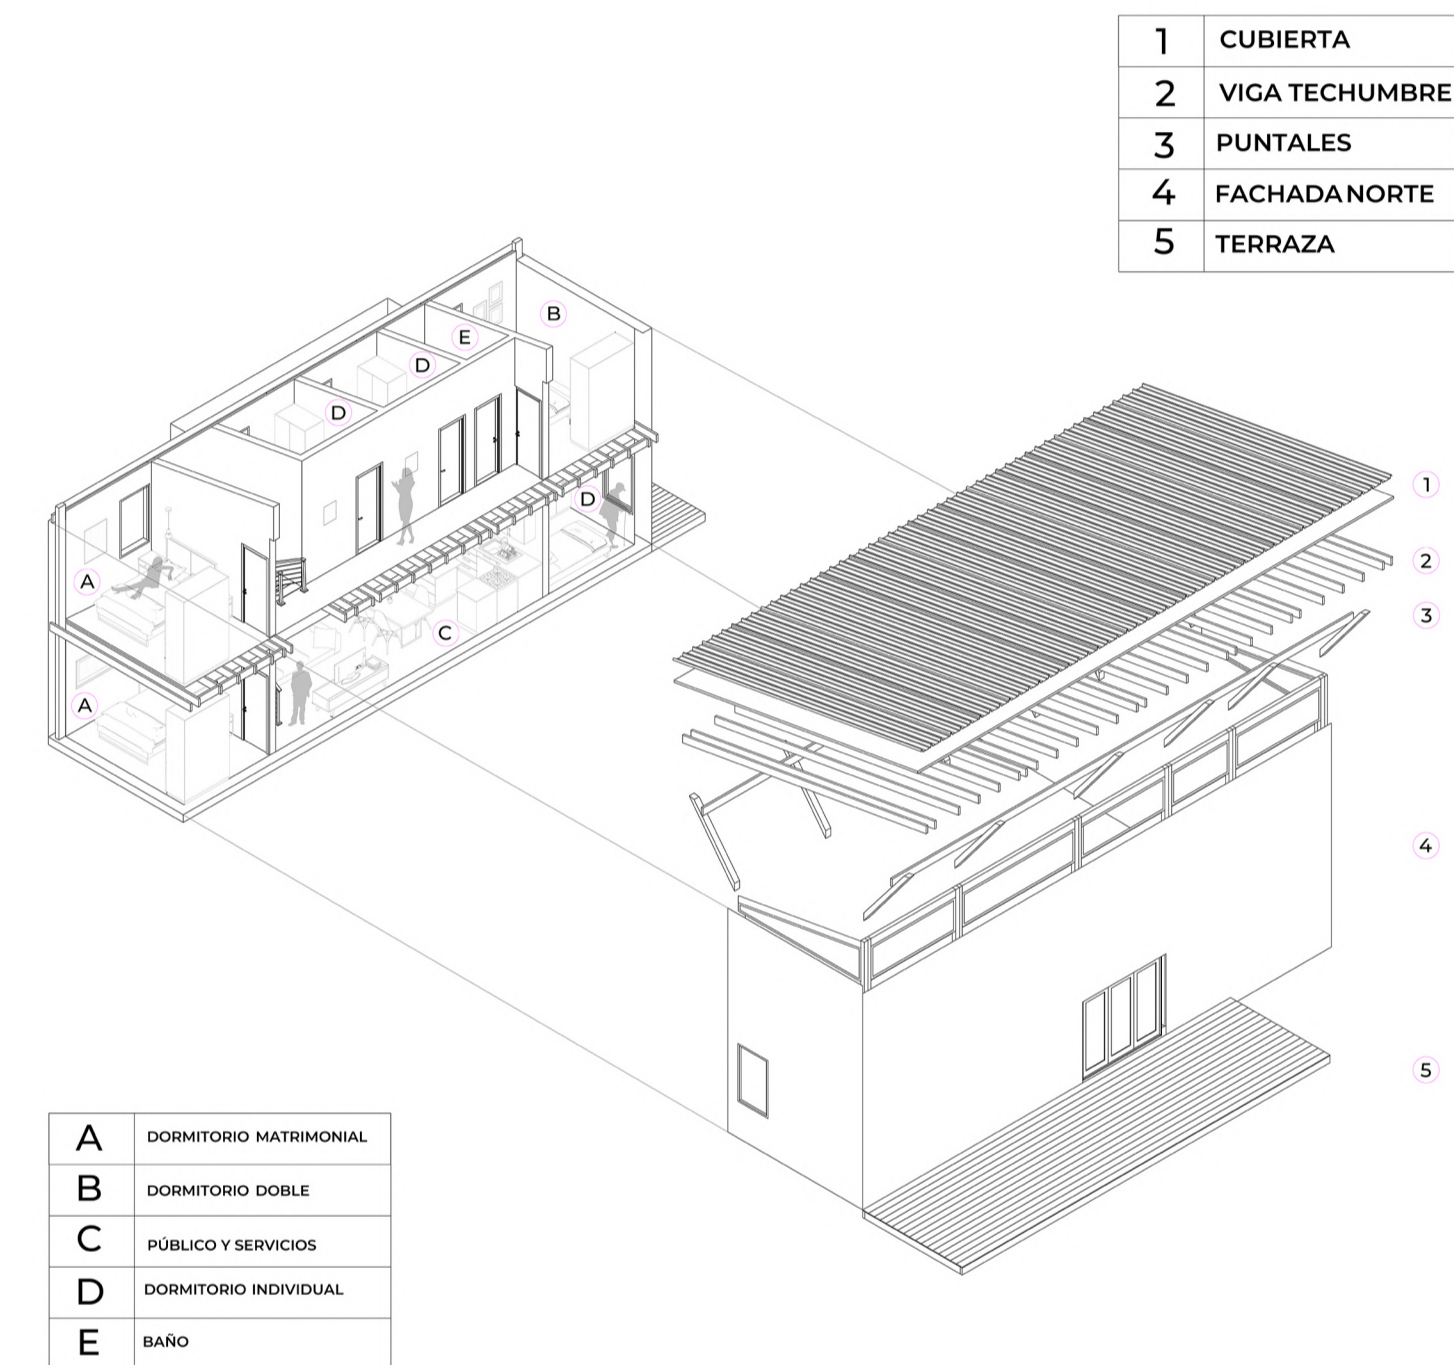 1 CUBIERTA
2 VIGA TECHUMBRE
3 PUNTALES
4 FACHADA NORTE
5 TERRAZA
B
E
D
D
D
A
C
A
1
2
3
4
5
A DORMITORIO MATRIMONIAL
B DORMITORIO DOBLE
C PÚBLICO Y SERVICIOS
D DORMITORIO INDIVIDUAL
E BAÑO